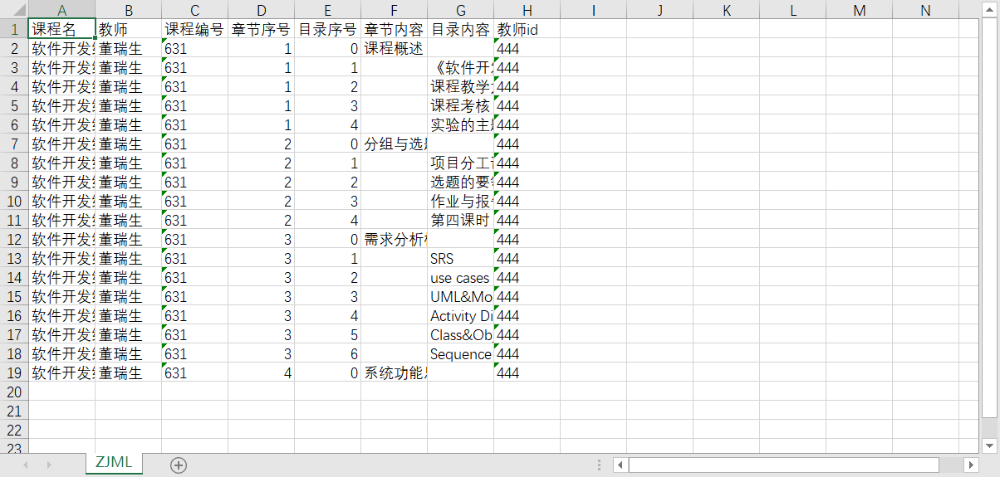 A B C D E F G H I J K L M N
1 课程名 教师 课程编号 章节序号 目录序号 章节内容 目录内容 教师id
2 软件开发 董瑞生 631 1 0 课程概述 444
3 软件开发 董瑞生 631 1 1 《软件开 444
4 软件开发 董瑞生 631 1 2 课程教学 444
5 软件开发 董瑞生 631 1 3 课程考核 444
6 软件开发 董瑞生 631 1 4 实验的主 444
7 软件开发 董瑞生 631 2 0 分组与选 444
8 软件开发 董瑞生 631 2 1 项目分工 444
9 软件开发 董瑞生 631 2 2 选题的要 444
10 软件开发 董瑞生 631 2 3 作业与报 444
11 软件开发 董瑞生 631 2 4 第四课时 444
12 软件开发 董瑞生 631 3 0 需求分析 444
13 软件开发 董瑞生 631 3 1 SRS 444
14 软件开发 董瑞生 631 3 2 use cases 444
15 软件开发 董瑞生 631 3 3 UML&Mo 444
16 软件开发 董瑞生 631 3 4 Activity Di 444
17 软件开发 董瑞生 631 3 5 Class&Ob 444
18 软件开发 董瑞生 631 3 6 Sequence 444
19 软件开发 董瑞生 631 4 0 系统功能 444
20
21
22
23
ZJML